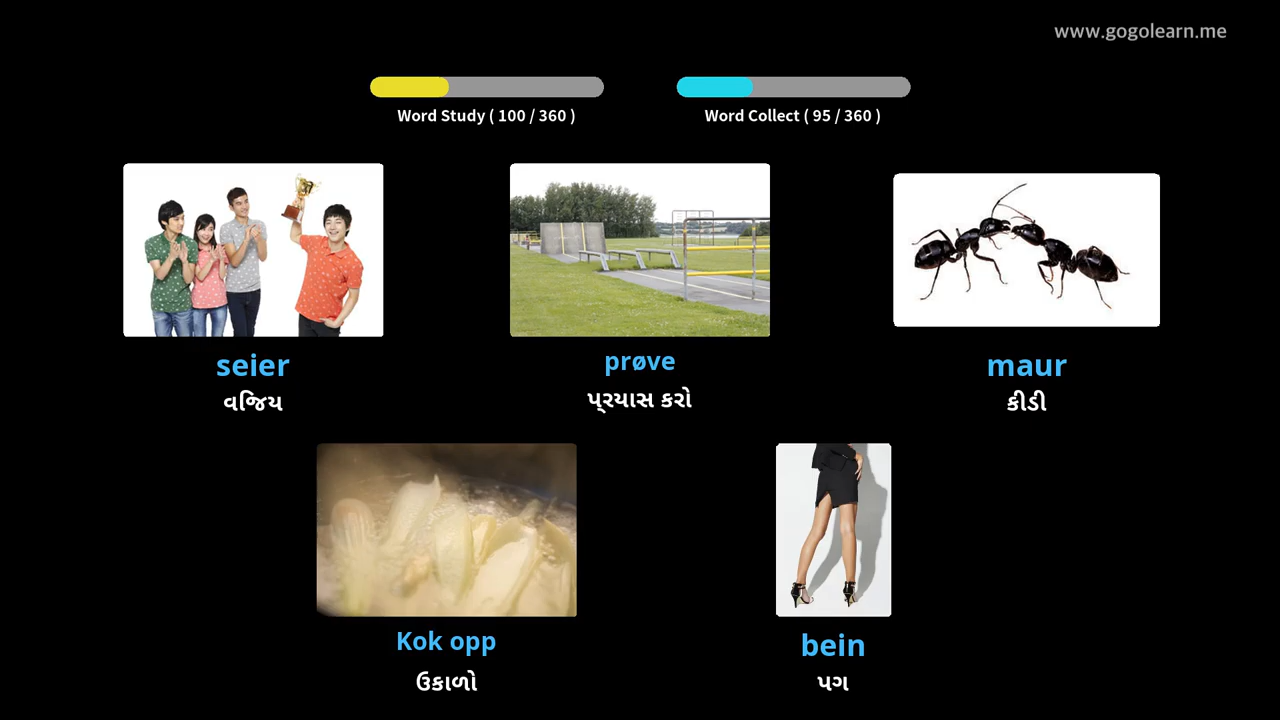 www.gogolearn.me
Word Study ( 100 / 360 )
Word Collect ( 95 / 360 )
seier
વિજય
prøve
પ્રયાસ કરો
maur
કીડી
Kok opp
ઉકાળો
bein
પગ